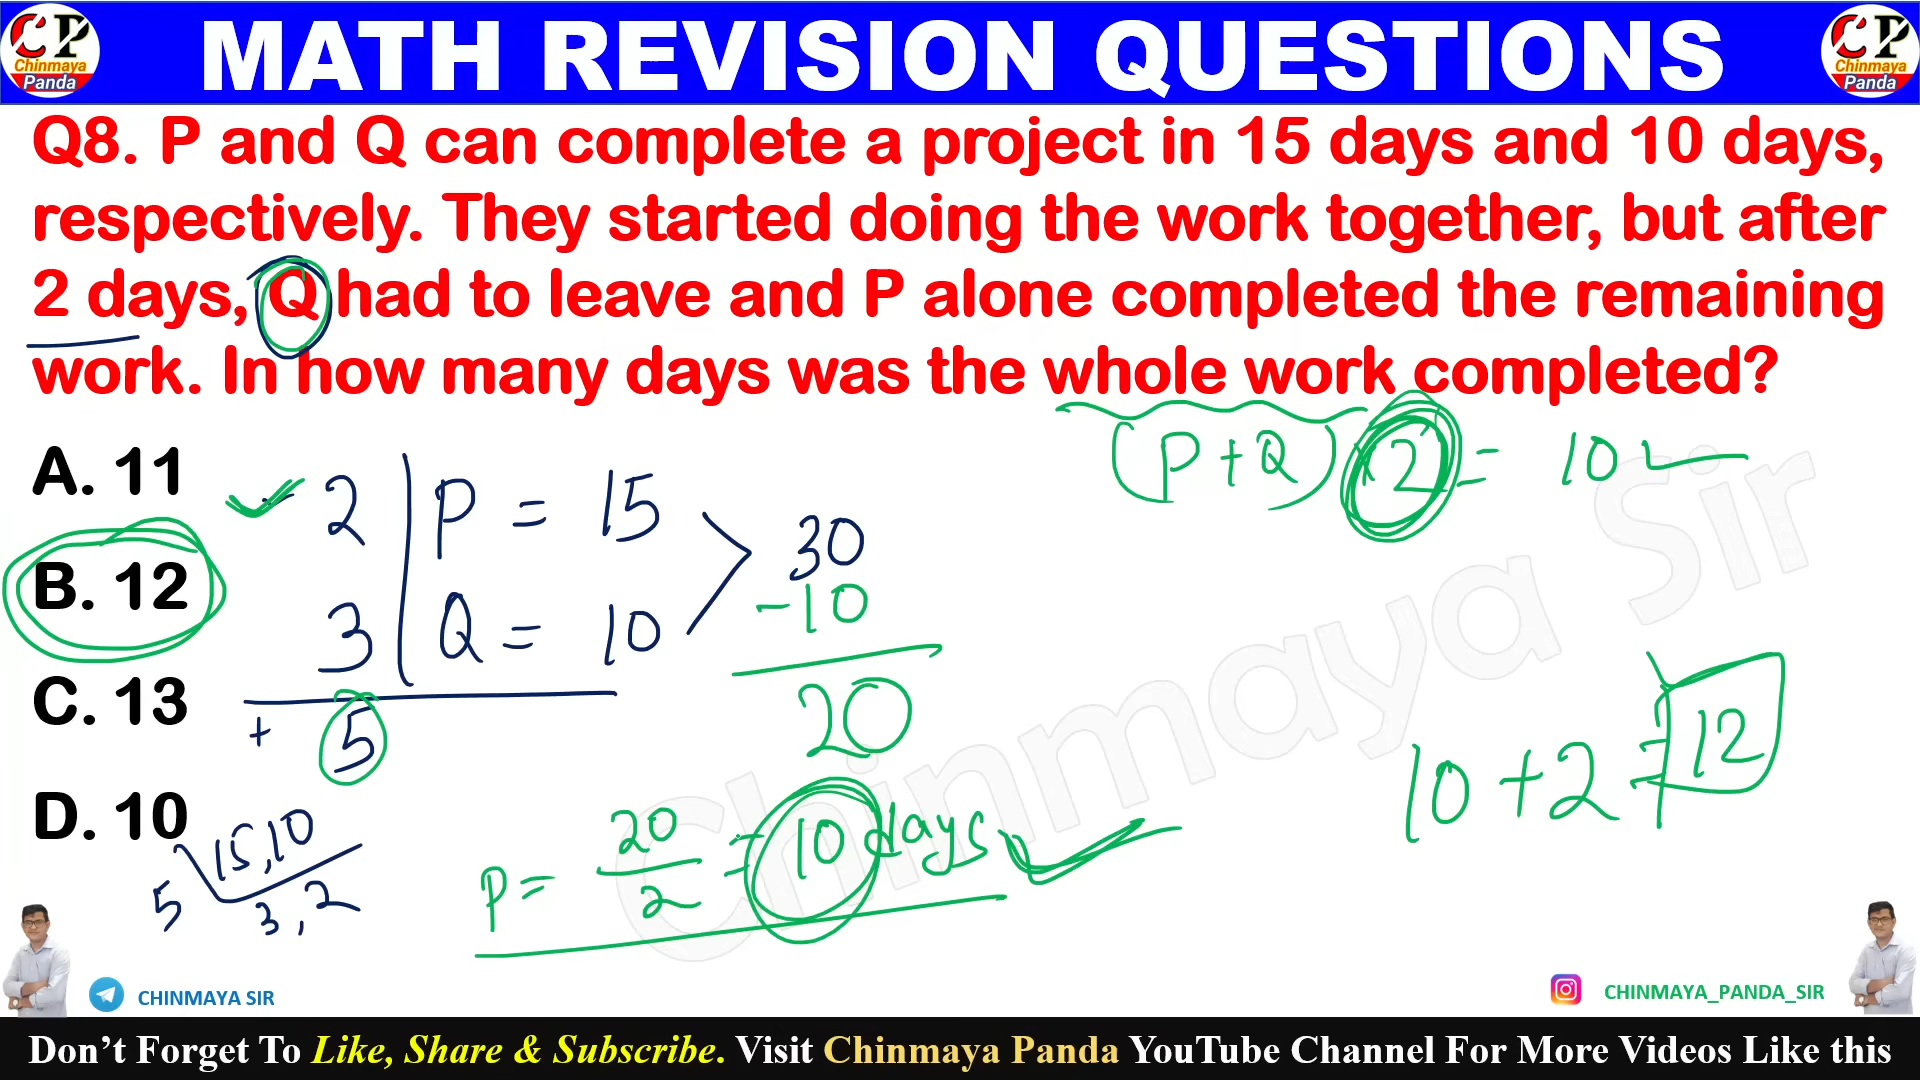 CP MATH REVISION QUESTIONS CP
Chinmaya Panda
Chinmaya Panda
Q8. P and Q can complete a project in 15 days and 10 days,
respectively. They started doing the work together, but after
2 days, Q had to leave and P alone completed the remaining
work. In how many days was the whole work completed?
(P+Q) × 2 = 10
A. 11
2 | P = 15
30
-10
B. 12
3 | Q = 10
20
C. 13
+ 5
10 + 2 = 12
D. 10
5 15, 10
3, 2
P = 20/2 = 10 days
Chinmaya Sir
CHINMAYA SIR
CHINMAYA_PANDA_SIR
Don’t Forget To Like, Share & Subscribe. Visit Chinmaya Panda YouTube Channel For More Videos Like this